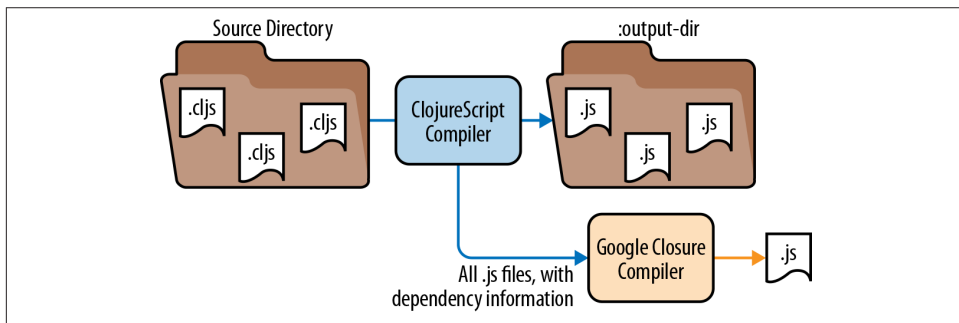 Source Directory
:output-dir
.cljs
.cljs
.cljs
ClojureScript
Compiler
.js
.js
.js
All .js files, with
dependency information
Google Closure
Compiler
.js